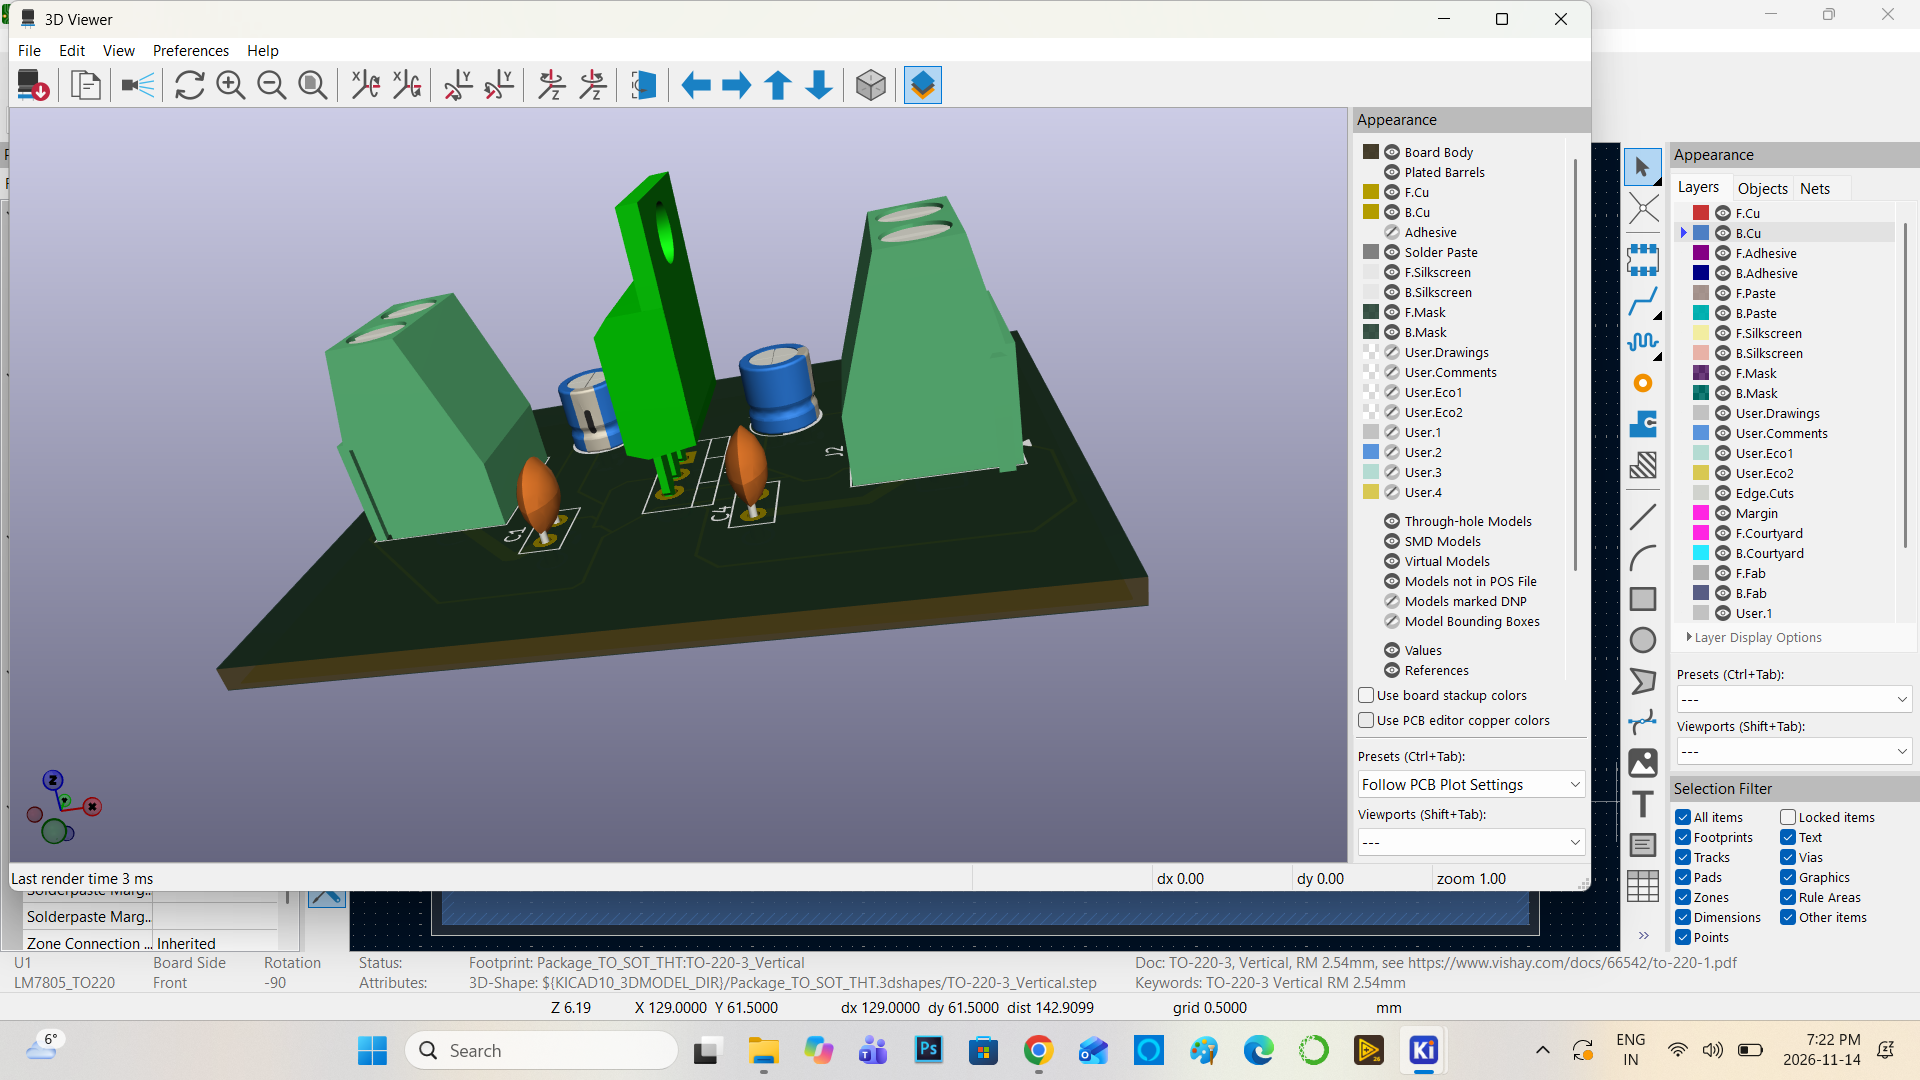 3D Viewer
File Edit View Preferences Help
Appearance
Board Body
Plated Barrels
F.Cu
B.Cu
Adhesive
Solder Paste
F.Silkscreen
B.Silkscreen
F.Mask
B.Mask
User.Drawings
User.Comments
User.Eco1
User.Eco2
User.1
User.2
User.3
User.4
Through-hole Models
SMD Models
Virtual Models
Models not in POS File
Models marked DNP
Model Bounding Boxes
Values
References
Use board stackup colors
Use PCB editor copper colors
Presets (Ctrl+Tab):
Follow PCB Plot Settings
Viewports (Shift+Tab):
---
J2
C4
Z
Last render time 3 ms
dx 0.00
dy 0.00
zoom 1.00
Appearance
Layers Objects Nets
F.Cu
B.Cu
F.Adhesive
B.Adhesive
F.Paste
B.Paste
F.Silkscreen
B.Silkscreen
F.Mask
B.Mask
User.Drawings
User.Comments
User.Eco1
User.Eco2
Edge.Cuts
Margin
F.Courtyard
B.Courtyard
F.Fab
B.Fab
User.1
Layer Display Options
Presets (Ctrl+Tab):
---
Viewports (Shift+Tab):
---
Selection Filter
All items Locked items
Footprints Text
Tracks Vias
Pads Graphics
Zones Rule Areas
Dimensions Other items
Points
Solderpaste Marg..
Solderpaste Marg..
Zone Connection ... Inherited
U1 Board Side Rotation Status: Footprint: Package_TO_SOT_THT:TO-220-3_Vertical Doc: TO-220-3, Vertical, RM 2.54mm, see https://www.vishay.com/docs/66542/to-220-1.pdf
LM7805_TO220 Front -90 Attributes: 3D-Shape: ${KICAD10_3DMODEL_DIR}/Package_TO_SOT_THT.3dshapes/TO-220-3_Vertical.step Keywords: TO-220-3 Vertical RM 2.54mm
Z 6.19 X 129.0000 Y 61.5000 dx 129.0000 dy 61.5000 dist 142.9099 grid 0.5000 mm
6°
Search
Ps
Ki
ENG
IN
7:22 PM
2026-11-14